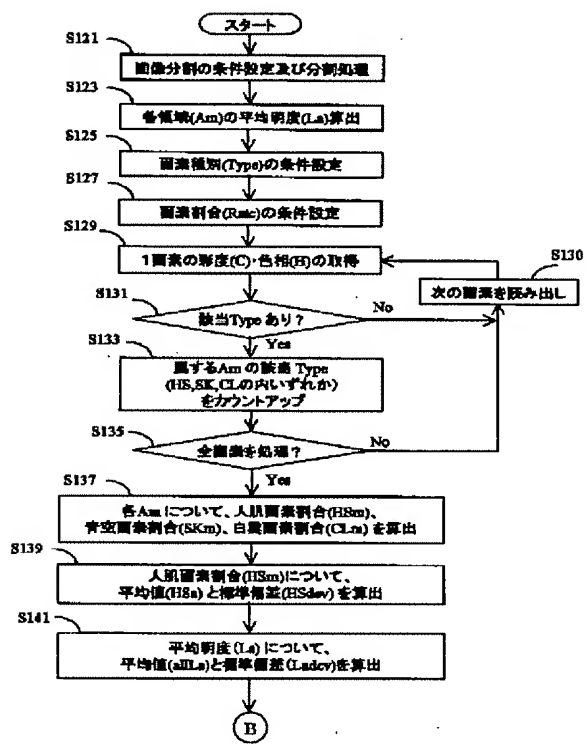 スタート
S121
画像分割の条件設定及び分割処理
S123
各領域(Am)の平均明度(La)算出
S125
画素種別(Type)の条件設定
S127
画素割合(Ratc)の条件設定
S129
1画素の彩度(C)・色相(H)の取得
S130
次の画素を読み出し
S131
該当Type あり?
No
Yes
S133
属するAm の該当 Type
(HS,SK,CLの内いずれか)
をカウントアップ
S135
全画素を処理?
No
Yes
S137
各Am について、人肌画素割合(HSm)、
青空画素割合(SKm)、白雲画素割合(CLm) を算出
S139
人肌画素割合(HSm)について、
平均値(HSa) と標準偏差(HSdev) を算出
S141
平均明度(La) について、
平均値(allLa)と標準偏差(Ladev)を算出
B